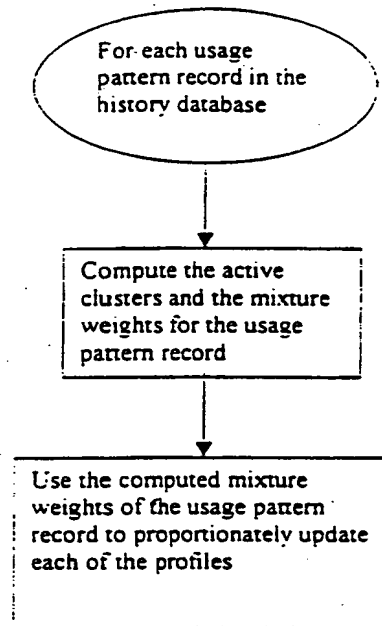 For each usage
pattern record in the
history database
Compute the active
clusters and the mixture
weights for the usage
pattern record
Use the computed mixture
weights of the usage pattern
record to proportionately update
each of the profiles